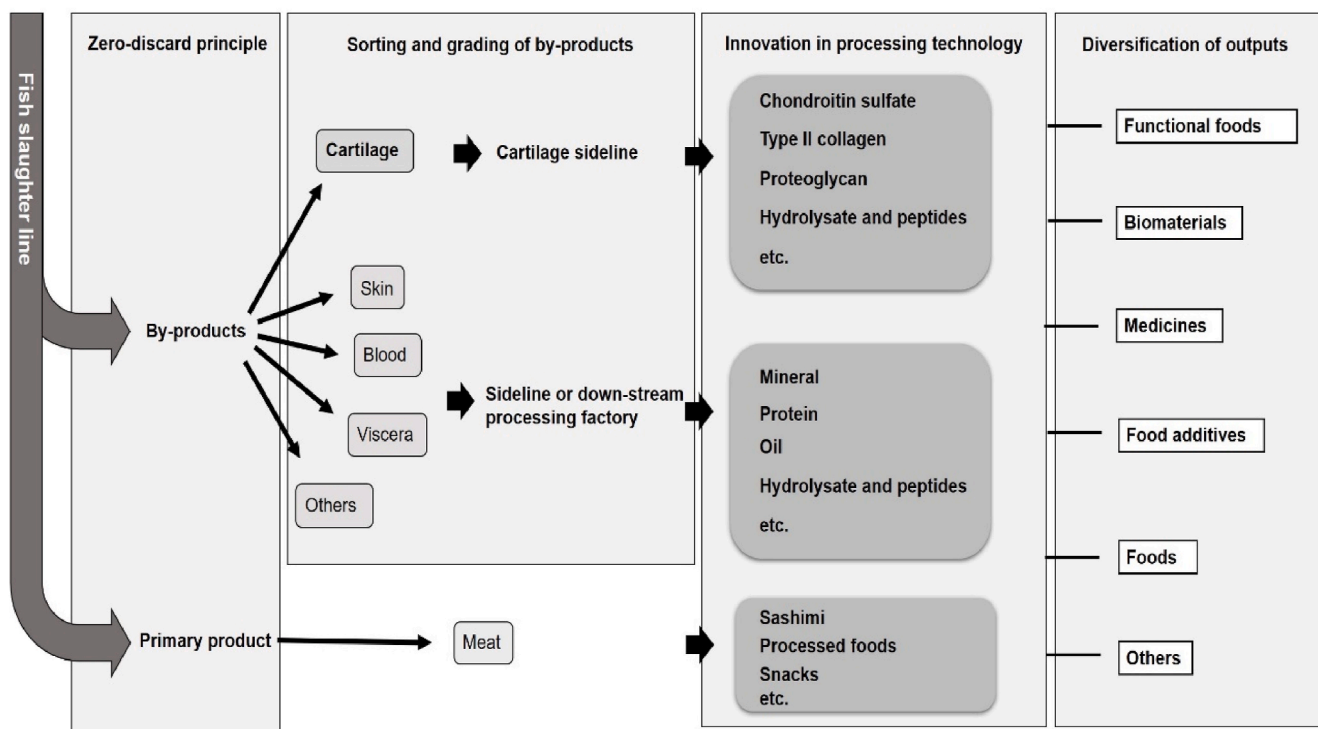 Fish slaughter line
Zero-discard principle
By-products
Primary product
Sorting and grading of by-products
Cartilage
Cartilage sideline
Skin
Blood
Viscera
Others
Sideline or down-stream
processing factory
Meat
Innovation in processing technology
Chondroitin sulfate
Type II collagen
Proteoglycan
Hydrolysate and peptides
etc.
Mineral
Protein
Oil
Hydrolysate and peptides
etc.
Sashimi
Processed foods
Snacks
etc.
Diversification of outputs
Functional foods
Biomaterials
Medicines
Food additives
Foods
Others